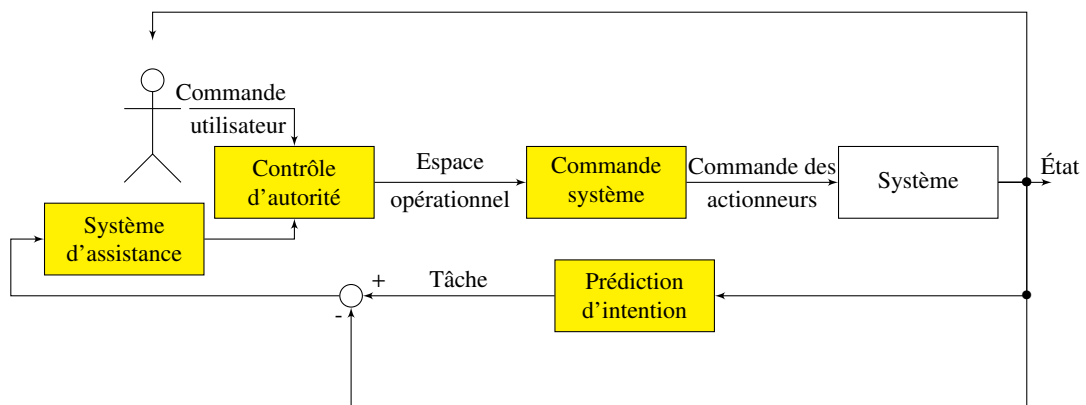 Commande
utilisateur
Contrôle
d'autorité
Espace
opérationnel
Commande
système
Commande des
actionneurs
Système
État
Système
d'assistance
+
-
Tâche
Prédiction
d'intention